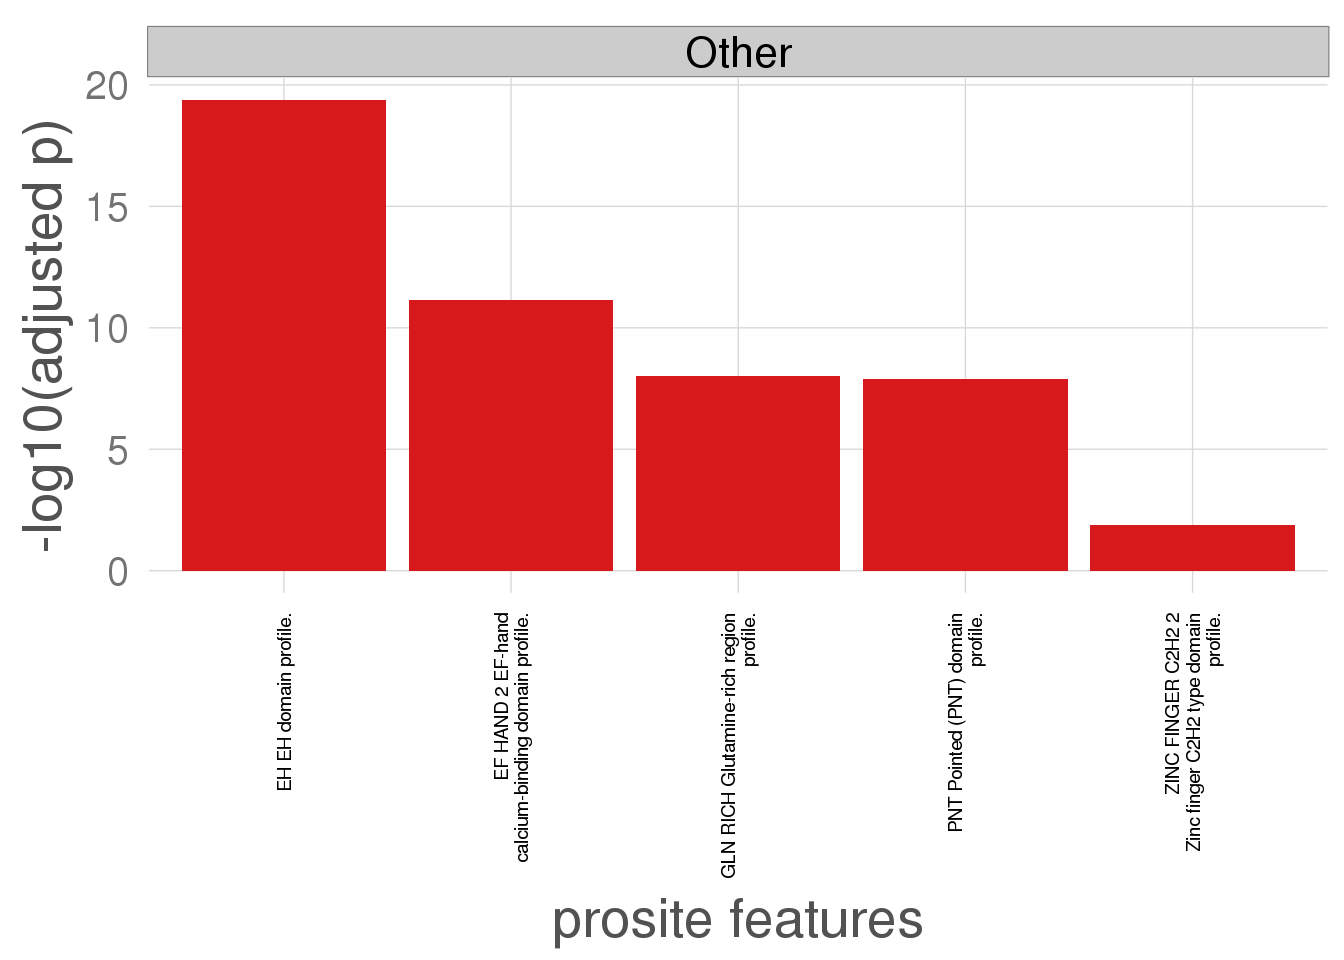 Other
-log10(adjusted p)
20
15
10
5
0
EH EH domain profile.
EF HAND 2 EF-hand
calcium-binding domain profile.
GLN RICH Glutamine-rich region
profile.
PNT Pointed (PNT) domain
profile.
ZINC FINGER C2H2 2
Zinc finger C2H2 type domain
profile.
prosite features